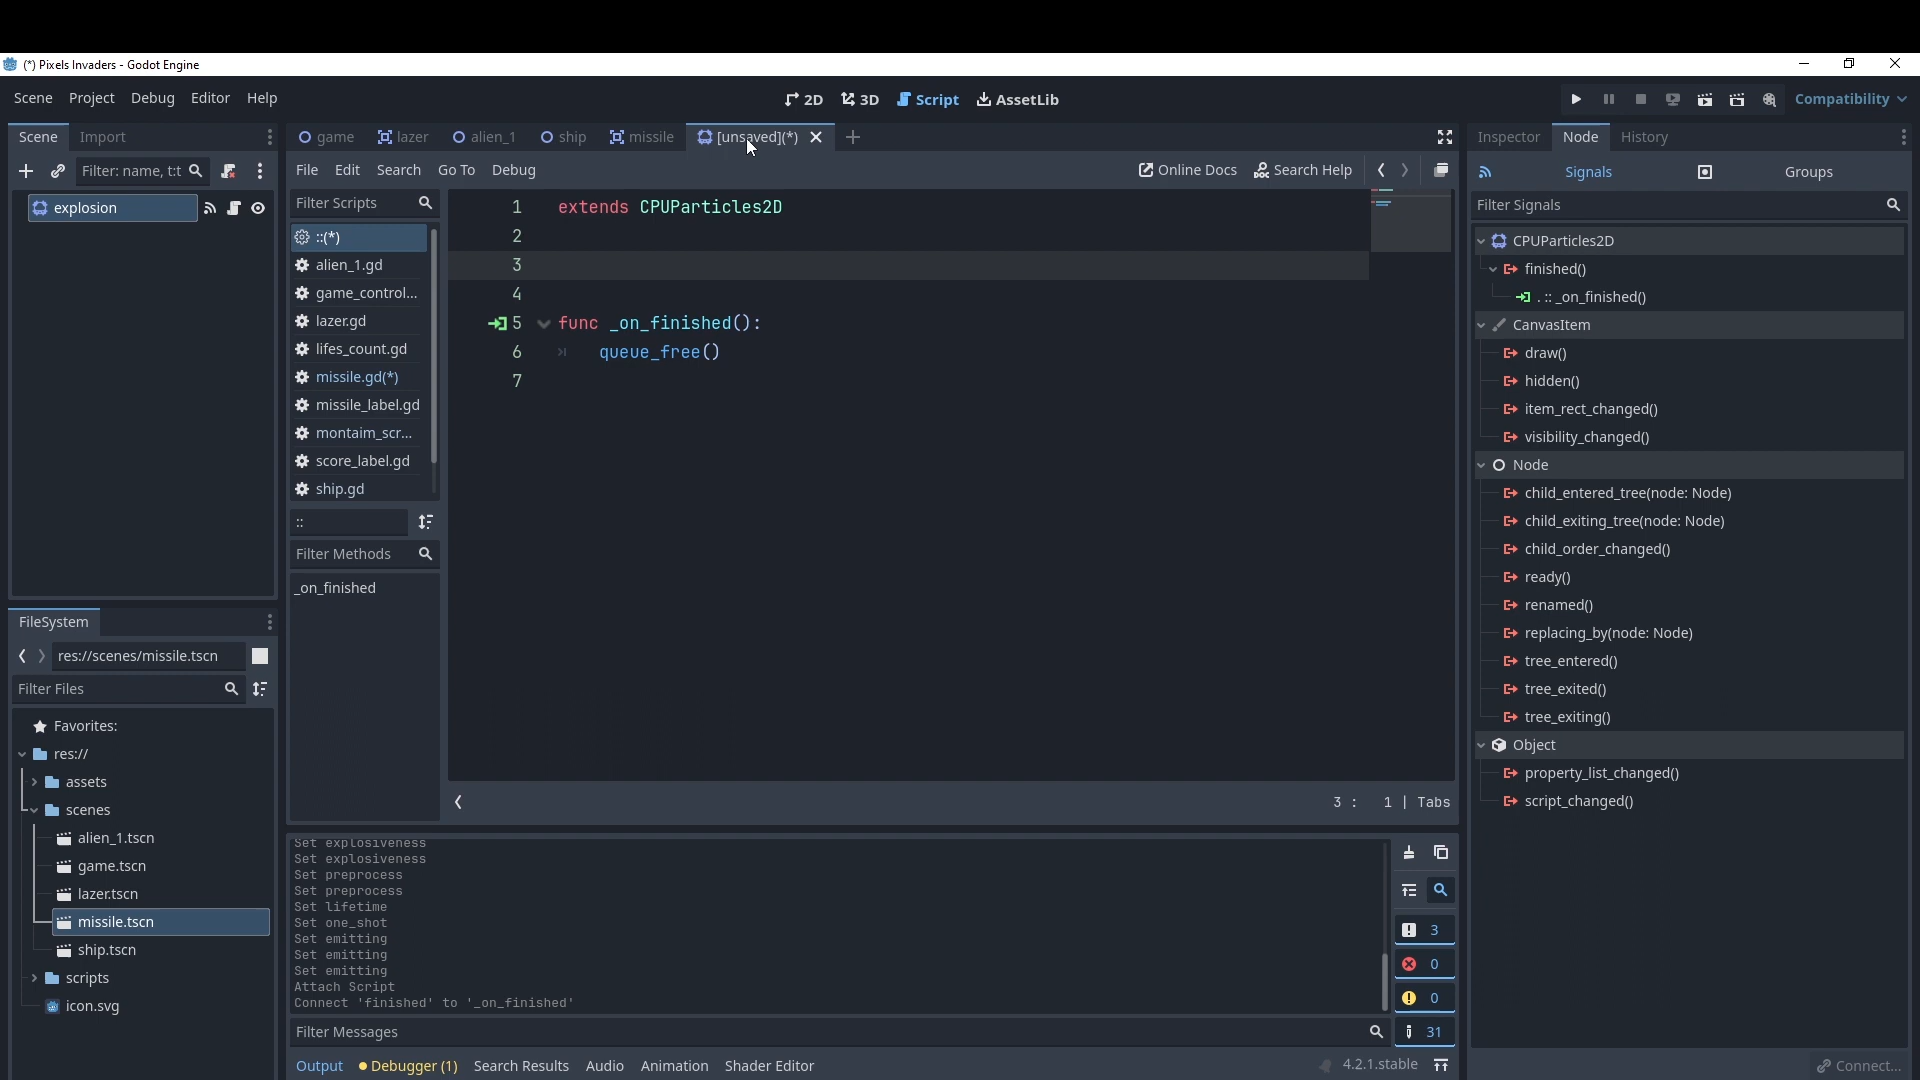 (*) Pixels Invaders - Godot Engine
Scene Project Debug Editor Help
2D 3D Script AssetLib
Compatibility
Scene Import
game lazer alien_1 ship missile [unsaved](*)
Inspector Node History
Filter: name, t:t
File Edit Search Go To Debug
Online Docs Search Help
Signals Groups
explosion
Filter Scripts
::(*)
alien_1.gd
game_control...
lazer.gd
lifes_count.gd
missile.gd(*)
missile_label.gd
montaim_scr...
score_label.gd
ship.gd
::
Filter Methods
_on_finished
1 extends CPUParticles2D
2
3
4
5 func _on_finished():
6 queue_free()
7
3 : 1 | Tabs
Filter Signals
CPUParticles2D
finished()
. :: _on_finished()
CanvasItem
draw()
hidden()
item_rect_changed()
visibility_changed()
Node
child_entered_tree(node: Node)
child_exiting_tree(node: Node)
child_order_changed()
ready()
renamed()
replacing_by(node: Node)
tree_entered()
tree_exited()
tree_exiting()
Object
property_list_changed()
script_changed()
Connect...
FileSystem
res://scenes/missile.tscn
Filter Files
Favorites:
res://
assets
scenes
alien_1.tscn
game.tscn
lazer.tscn
missile.tscn
ship.tscn
scripts
icon.svg
Set explosiveness
Set explosiveness
Set preprocess
Set preprocess
Set lifetime
Set one_shot
Set emitting
Set emitting
Set emitting
Attach Script
Connect 'finished' to '_on_finished'
3
0
0
31
Filter Messages
Output Debugger (1) Search Results Audio Animation Shader Editor
4.2.1.stable